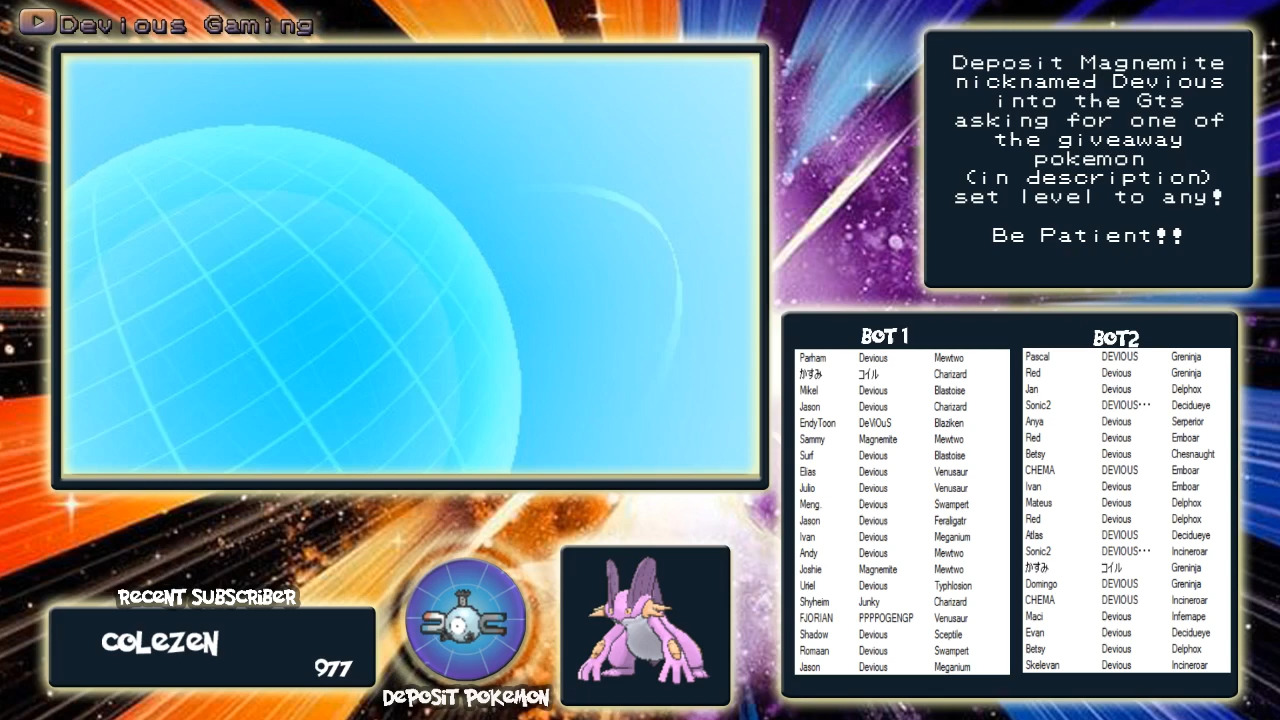 Devious Gaming
Deposit Magnemite
nicknamed Devious
into the Gts
asking for one of
the giveaway
pokemon
(in description)
set level to any!
Be Patient!!
BOT 1
Parham Devious Mewtwo
かすみ コイル Charizard
Mikel Devious Blastoise
Jason Devious Charizard
EndyToon DeVIOuS Blaziken
Sammy Magnemite Mewtwo
Surf Devious Blastoise
Elias Devious Venusaur
Julio Devious Venusaur
Meng. Devious Swampert
Jason Devious Feraligatr
Ivan Devious Meganium
Andy Devious Mewtwo
Joshie Magnemite Mewtwo
Uriel Devious Typhlosion
Shyheim Junky Charizard
FJORIAN PPPPOGENGP Venusaur
Shadow Devious Sceptile
Romaan Devious Swampert
Jason Devious Meganium
BOT2
Pascal DEVIOUS Greninja
Red Devious Greninja
Jan Devious Delphox
Sonic2 DEVIOUS··· Decidueye
Anya Devious Serperior
Red Devious Emboar
Betsy Devious Chesnaught
CHEMA DEVIOUS Emboar
Ivan Devious Emboar
Mateus Devious Delphox
Red Devious Delphox
Atlas DEVIOUS Decidueye
Sonic2 DEVIOUS··· Incineroar
かすみ コイル Greninja
Domingo DEVIOUS Greninja
CHEMA DEVIOUS Incineroar
Maci Devious Infernape
Evan Devious Decidueye
Betsy Devious Delphox
Skelevan Devious Incineroar
RECENT SUBSCRIBER
COLEZEN
977
DEPOSIT POKEMON